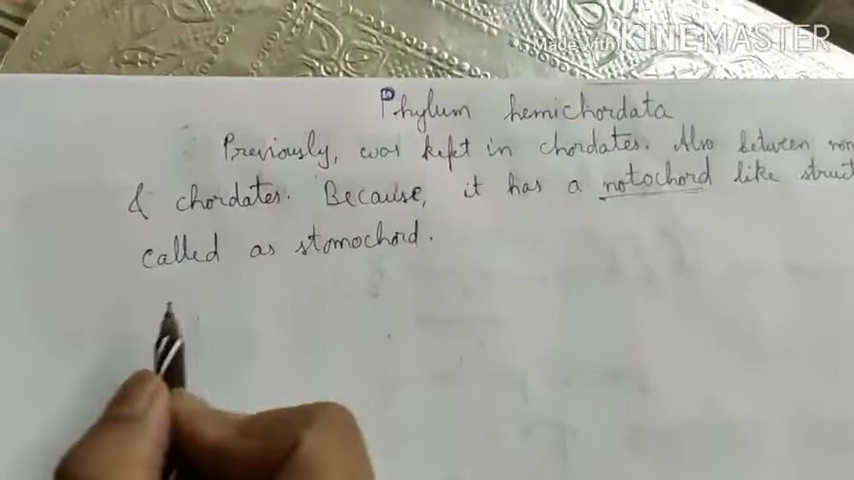 Made with KINEMASTER
Phylum hemichordata
Previously, was kept in chordates. Also between non
& chordates. Because, it has a notochord like struct
called as stomochord.